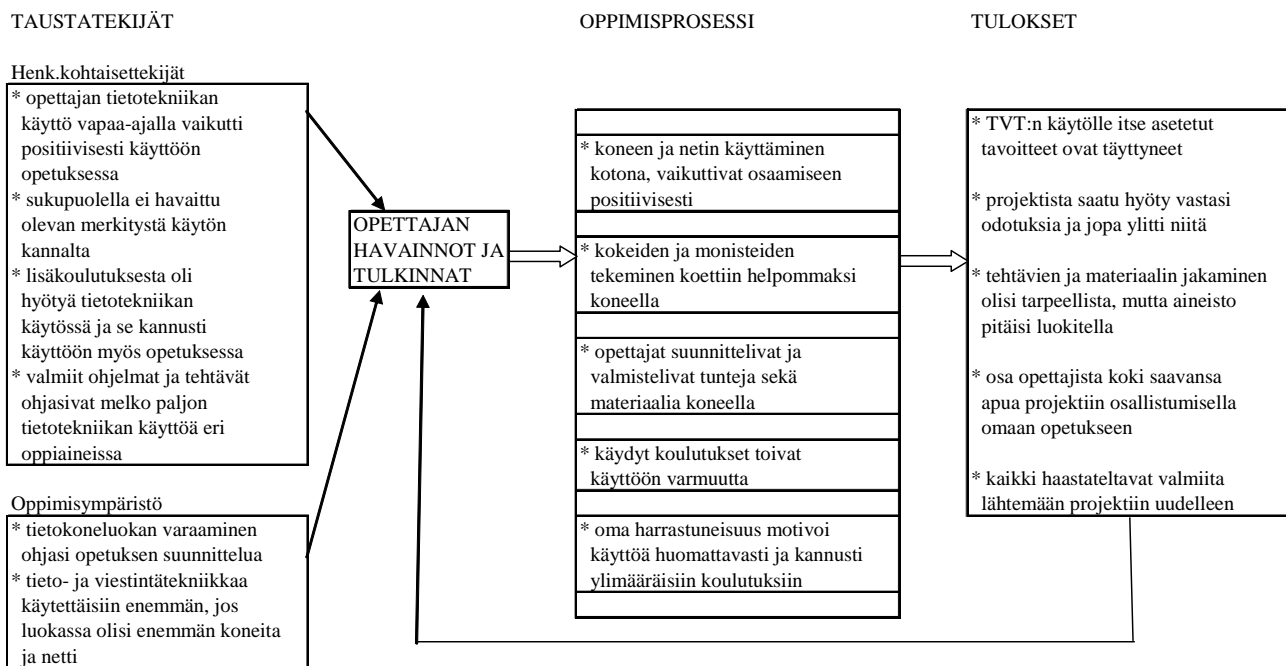 TAUSTATEKIJÄT
OPPIMISPROSESSI
TULOKSET
Henk.kohtaisettekijät
* opettajan tietotekniikan
käyttö vapaa-ajalla vaikutti
positiivisesti käyttöön
opetuksessa
* sukupuolella ei havaittu
olevan merkitystä käytön
kannalta
* lisäkoulutuksesta oli
hyötyä tietotekniikan
käytössä ja se kannusti
käyttöön myös opetuksessa
* valmiit ohjelmat ja tehtävät
ohjasivat melko paljon
tietotekniikan käyttöä eri
oppiaineissa
Oppimisympäristö
* tietokoneluokan varaaminen
ohjasi opetuksen suunnittelua
* tieto- ja viestintätekniikkaa
käytettäisiin enemmän, jos
luokassa olisi enemmän koneita
ja netti
OPETTAJAN
HAVAINNOT JA
TULKINNAT
* koneen ja netin käyttäminen
kotona, vaikuttivat osaamiseen
positiivisesti
* kokeiden ja monisteiden
tekeminen koettiin helpommaksi
koneella
* opettajat suunnittelivat ja
valmistelivat tunteja sekä
materiaalia koneella
* käydyt koulutukset toivat
käyttöön varmuutta
* oma harrastuneisuus motivoi
käyttöä huomattavasti ja kannusti
ylimääräisiin koulutuksiin
* TVT:n käytölle itse asetetut
tavoitteet ovat täyttyneet
* projektista saatu hyöty vastasi
odotuksia ja jopa ylitti niitä
* tehtävien ja materiaalin jakaminen
olisi tarpeellista, mutta aineisto
pitäisi luokitella
* osa opettajista koki saavansa
apua projektiin osallistumisella
omaan opetukseen
* kaikki haastateltavat valmiita
lähtemään projektiin uudelleen